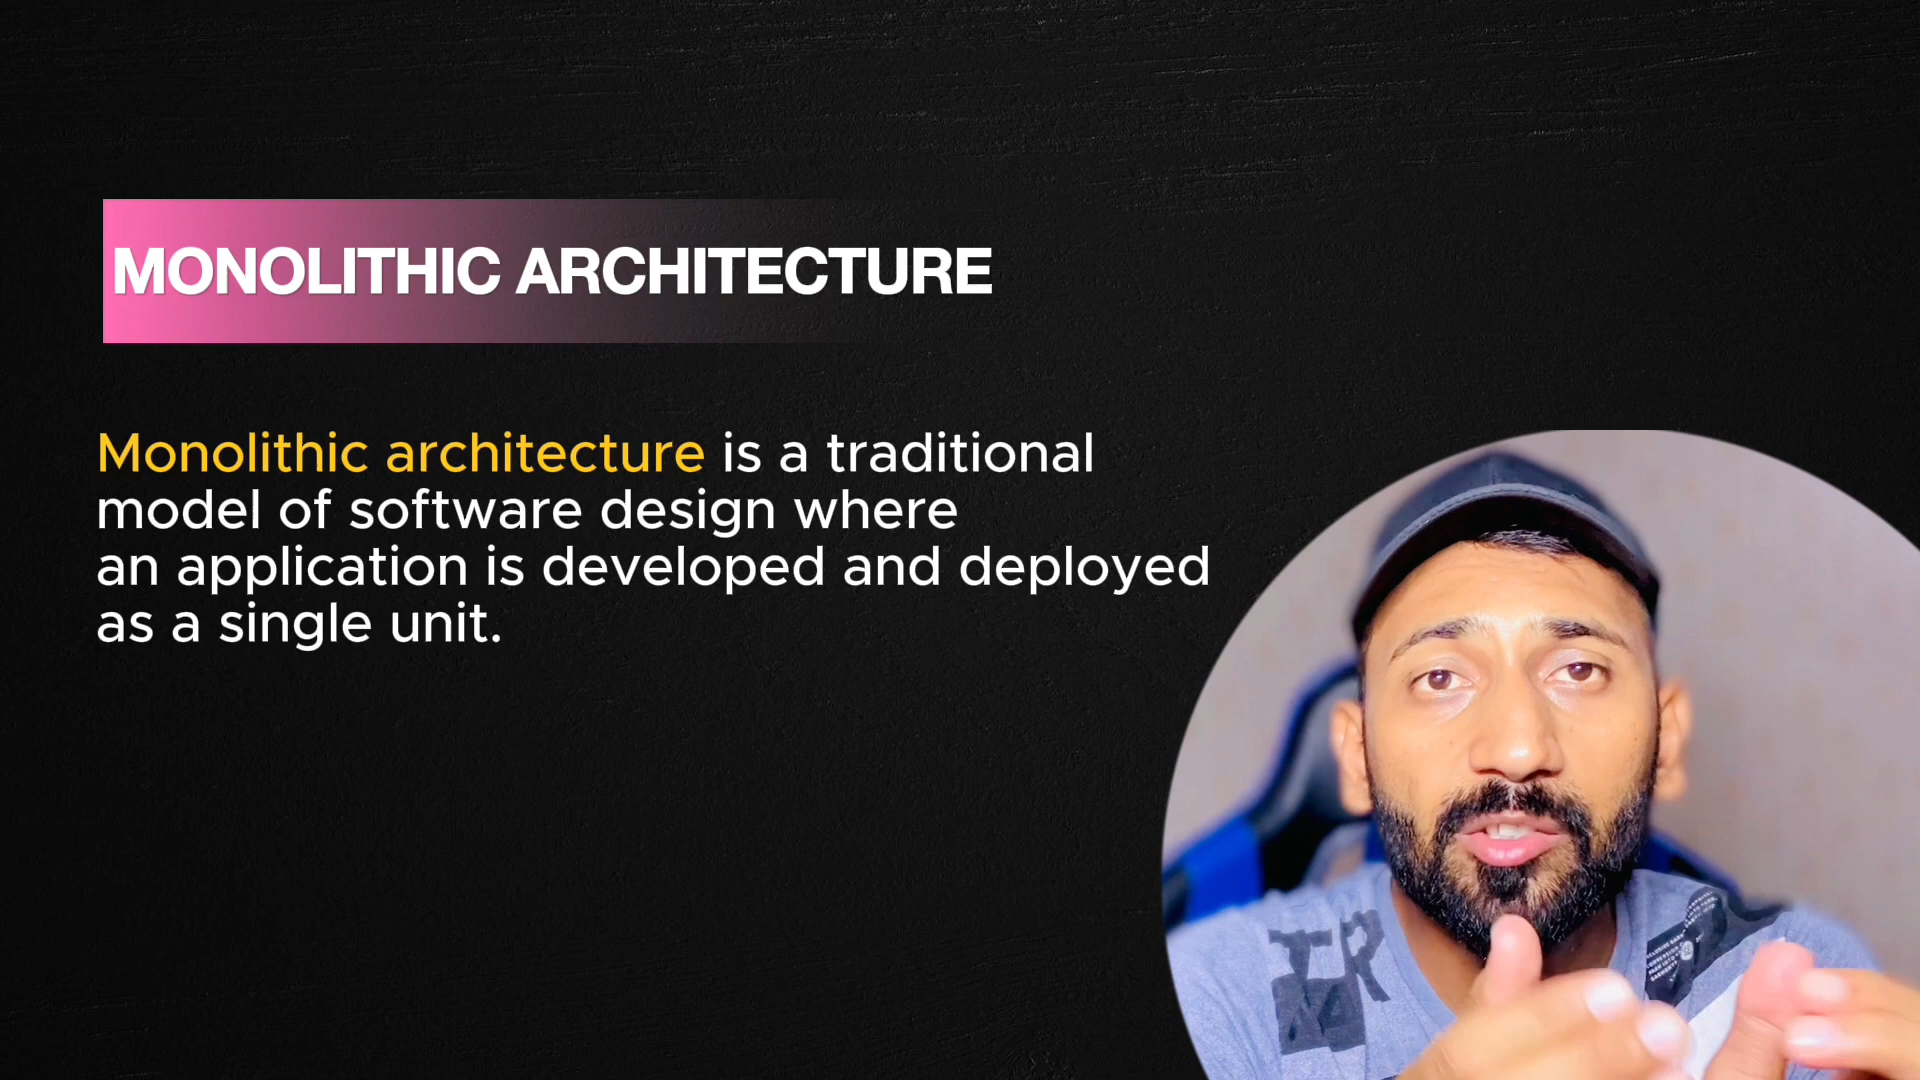 MONOLITHIC ARCHITECTURE
Monolithic architecture is a traditional
model of software design where
an application is developed and deployed
as a single unit.